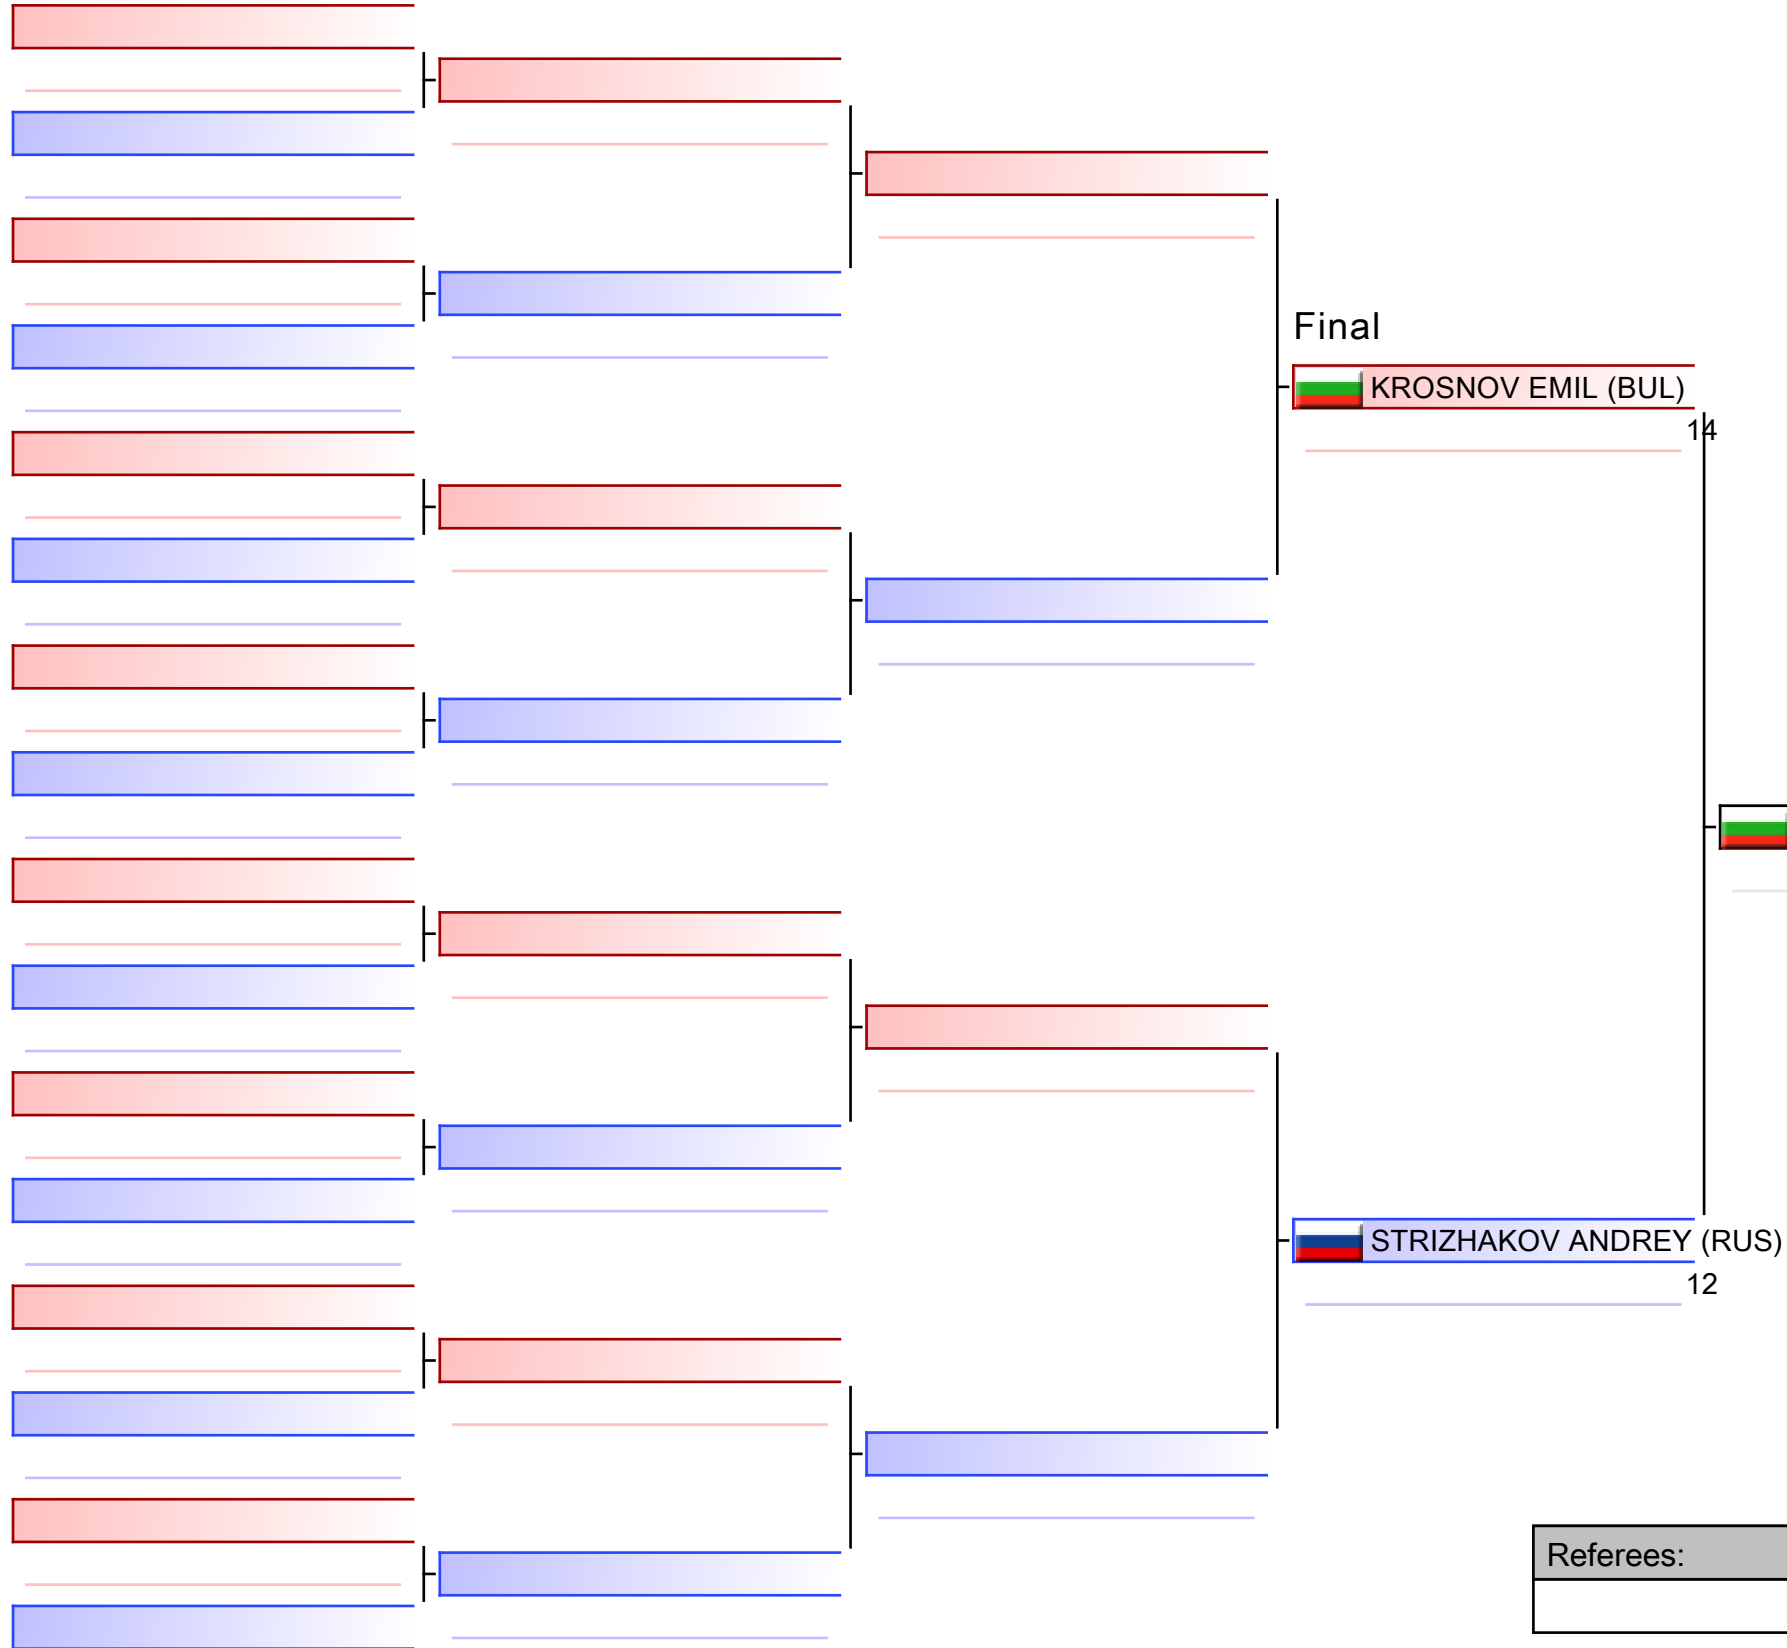 Final
KROSNOV EMIL (BUL)
14
STRIZHAKOV ANDREY (RUS)
12
Referees: